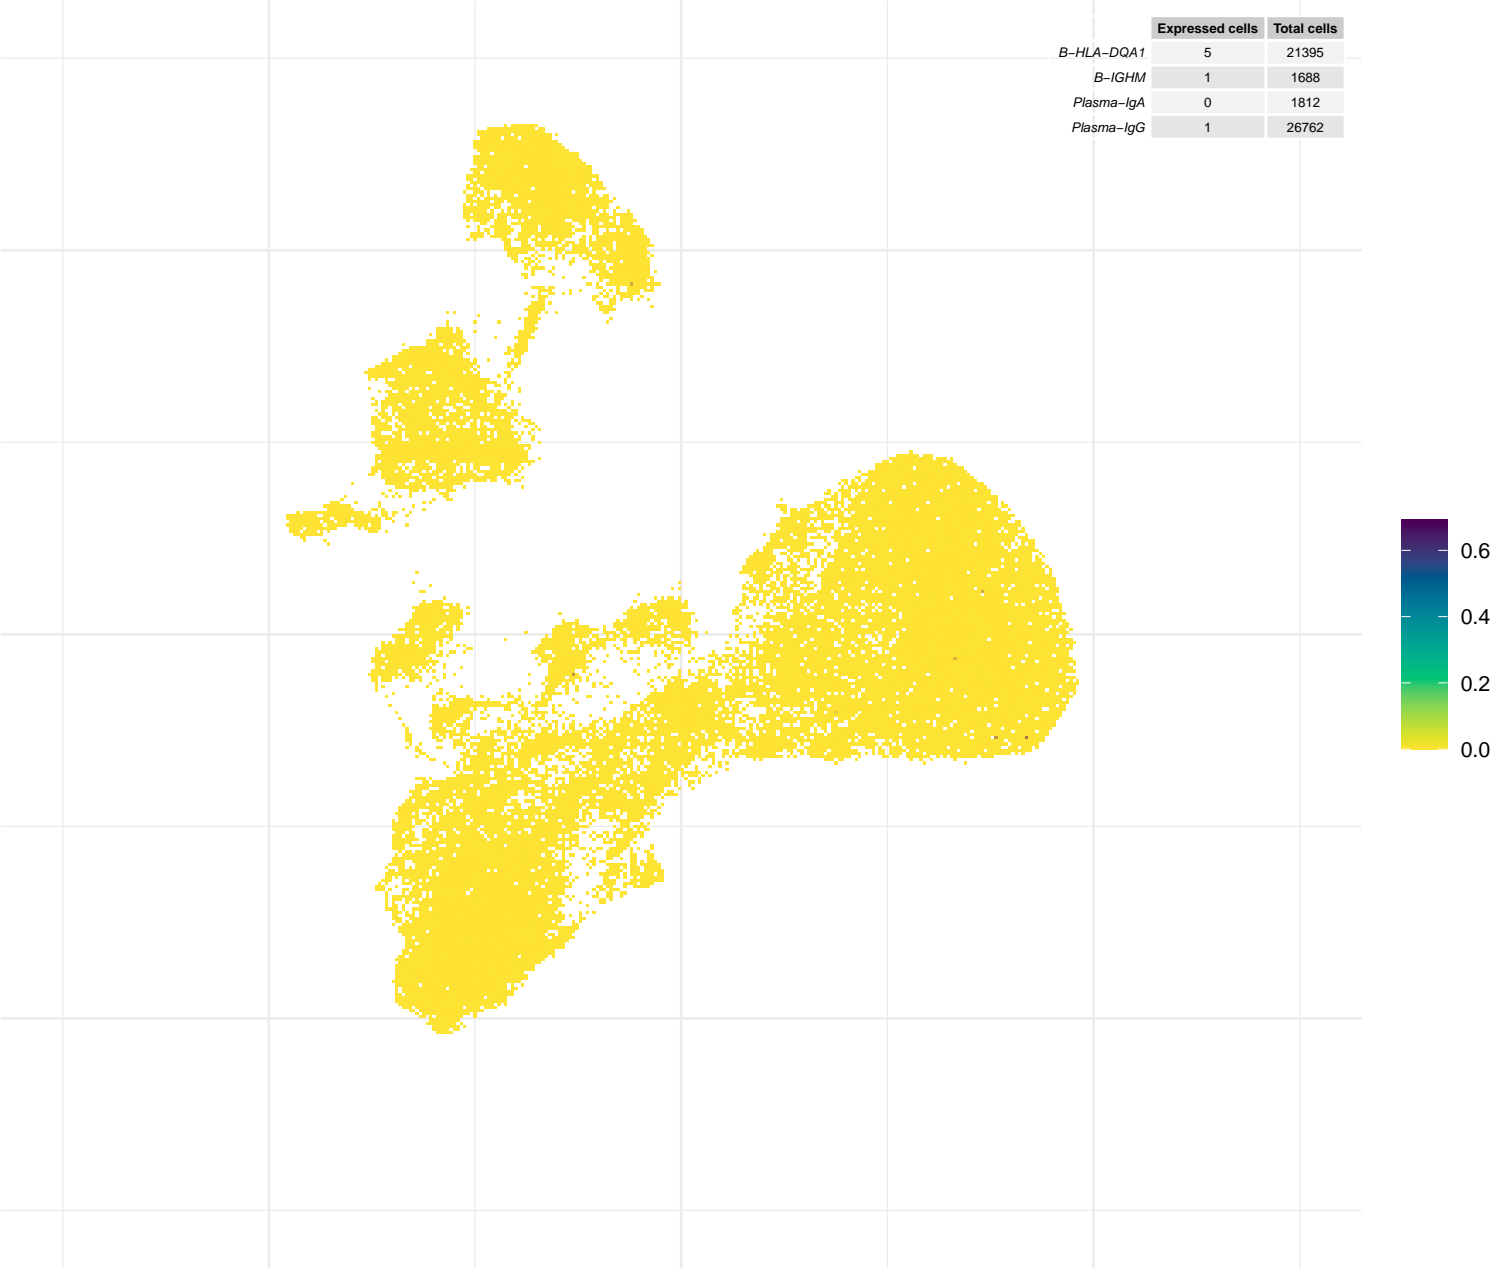 Expressed cells Total cells
B−HLA−DQA1 5 21395
B−IGHM 1 1688
Plasma−IgA 0 1812
Plasma−IgG 1 26762
0.6
0.4
0.2
0.0